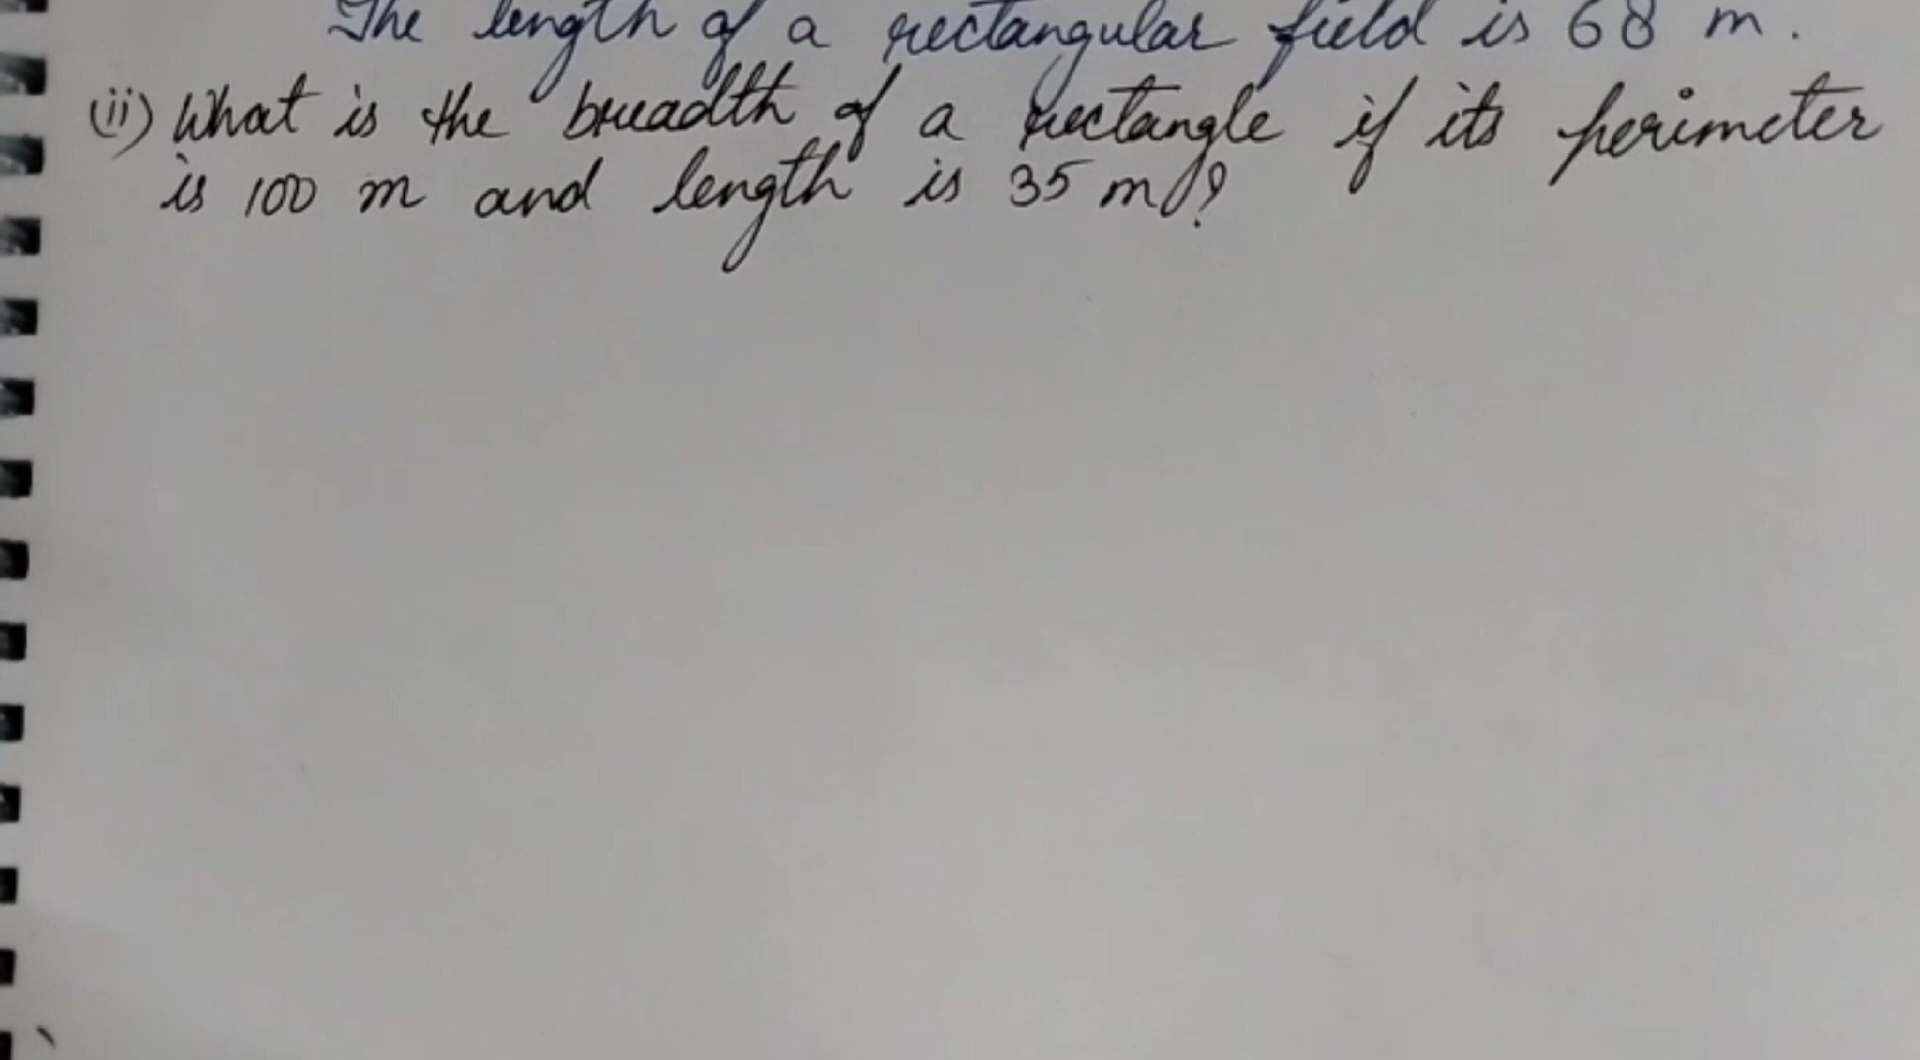 The length of a rectangular field is 68 m.
(ii) What is the breadth of a rectangle if its perimeter
is 100 m and length is 35 m?